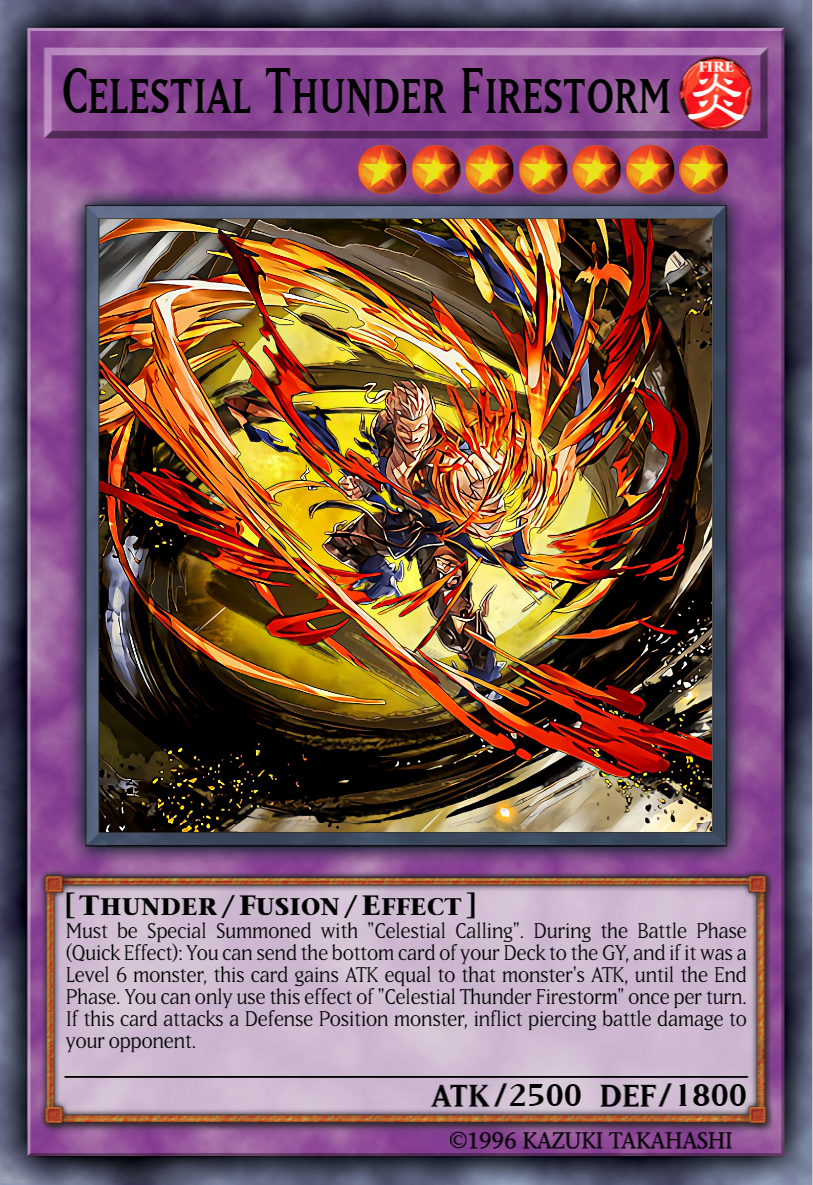 Celestial Thunder Firestorm
FIRE
炎
[ Thunder / Fusion / Effect ]
Must be Special Summoned with "Celestial Calling". During the Battle Phase
(Quick Effect): You can send the bottom card of your Deck to the GY, and if it was a
Level 6 monster, this card gains ATK equal to that monster's ATK, until the End
Phase. You can only use this effect of "Celestial Thunder Firestorm" once per turn.
If this card attacks a Defense Position monster, inflict piercing battle damage to
your opponent.
ATK/2500 DEF/1800
©1996 KAZUKI TAKAHASHI